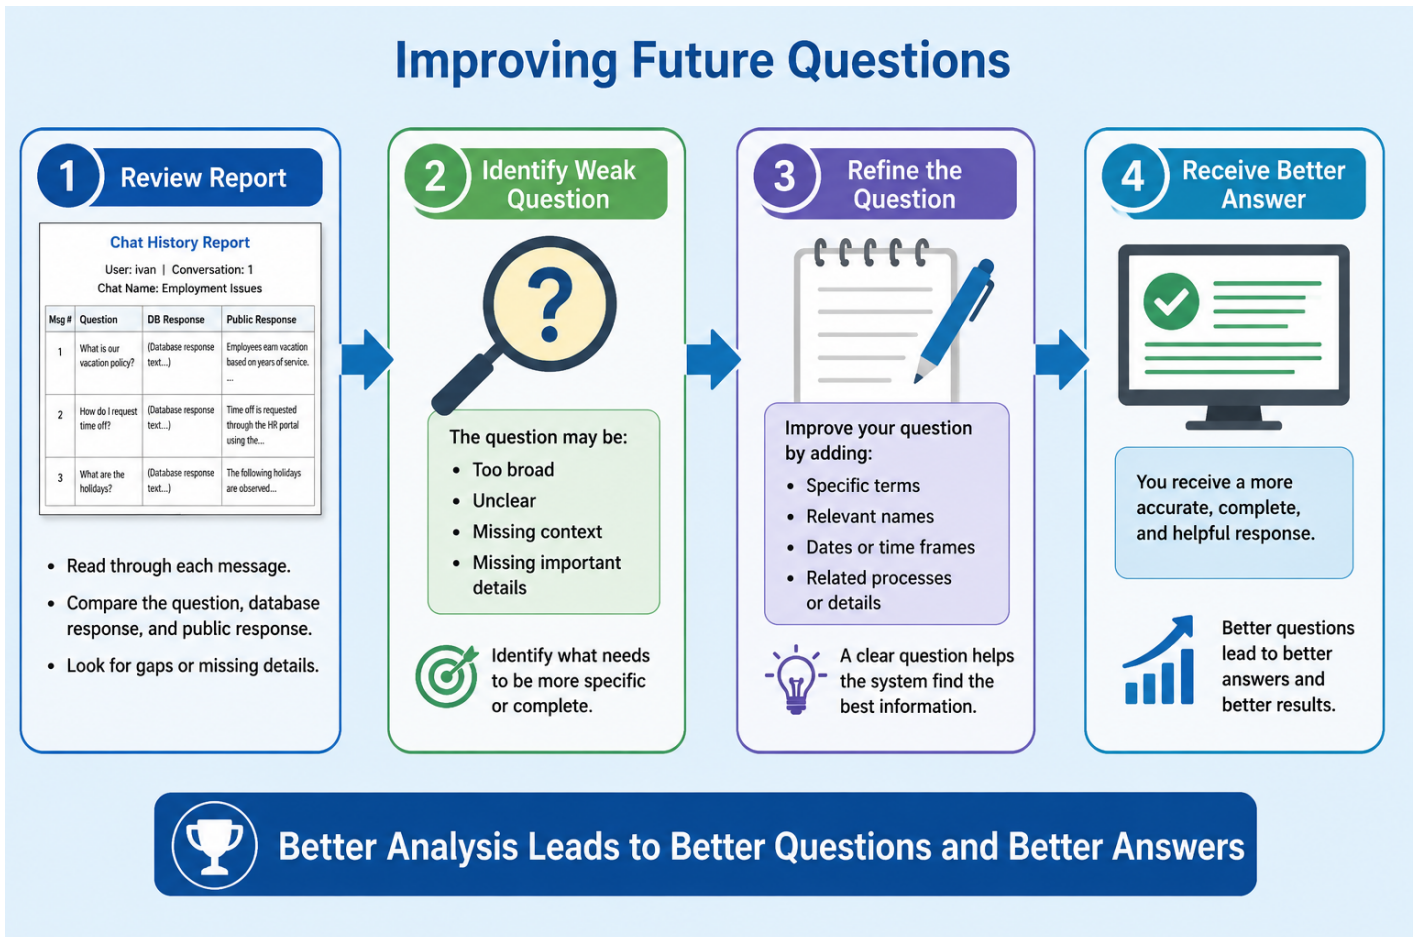 Improving Future Questions
1
Review Report
Chat History Report
User: ivan | Conversation: 1
Chat Name: Employment Issues
Msg # Question DB Response Public Response
1
What is our
vacation policy?
(Database response
text...)
Employees earn vacation
based on years of service.
...
2
How do I request
time off?
(Database response
text...)
Time off is requested
through the HR portal
using the...
3
What are the
holidays?
(Database response
text...)
The following holidays
are observed...
• Read through each message.
• Compare the question, database
response, and public response.
• Look for gaps or missing details.
2
Identify Weak
Question
?
The question may be:
• Too broad
• Unclear
• Missing context
• Missing important
details
Identify what needs
to be more specific
or complete.
3
Refine the
Question
Improve your question
by adding:
• Specific terms
• Relevant names
• Dates or time frames
• Related processes
or details
A clear question helps
the system find the
best information.
4
Receive Better
Answer
You receive a more
accurate, complete,
and helpful response.
Better questions
lead to better
answers and
better results.
Better Analysis Leads to Better Questions and Better Answers